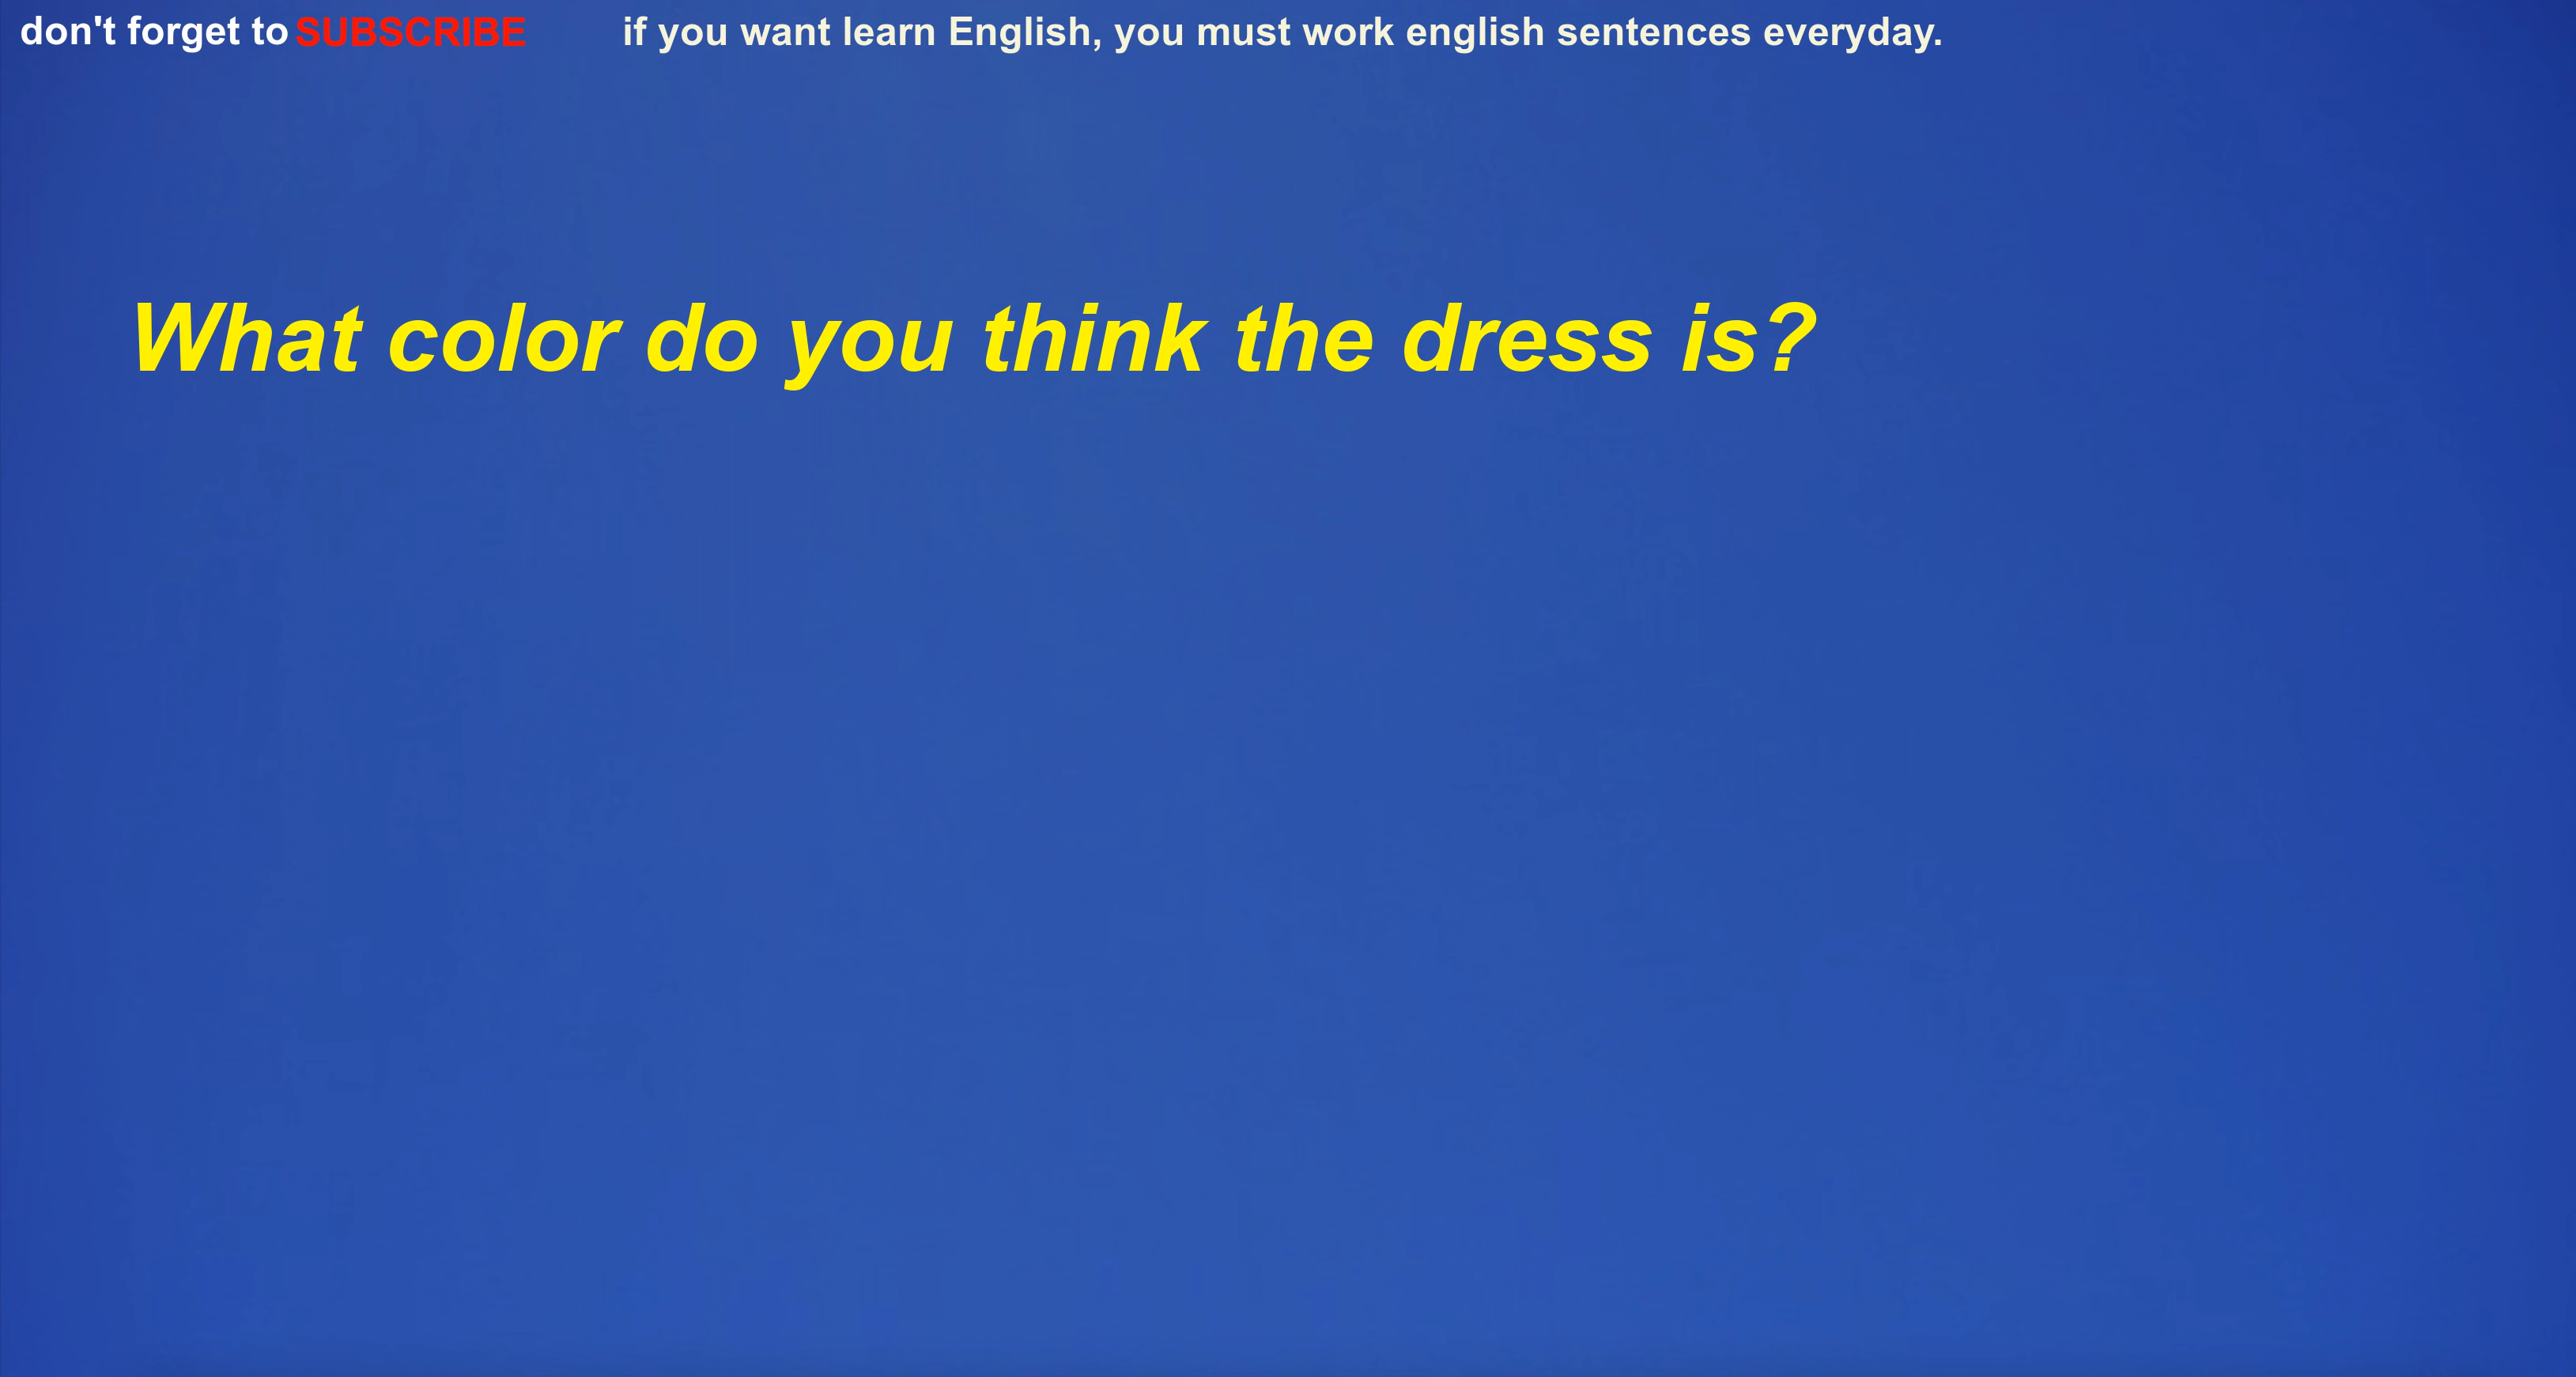 don't forget to SUBSCRIBE if you want learn English, you must work english sentences everyday.
What color do you think the dress is?